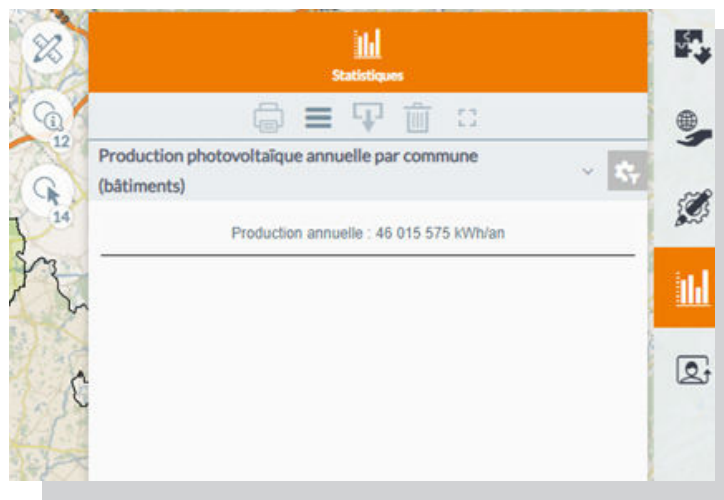 Statistiques
12
Production photovoltaïque annuelle par commune
(bâtiments)
14
Production annuelle : 46 015 575 kWh/an